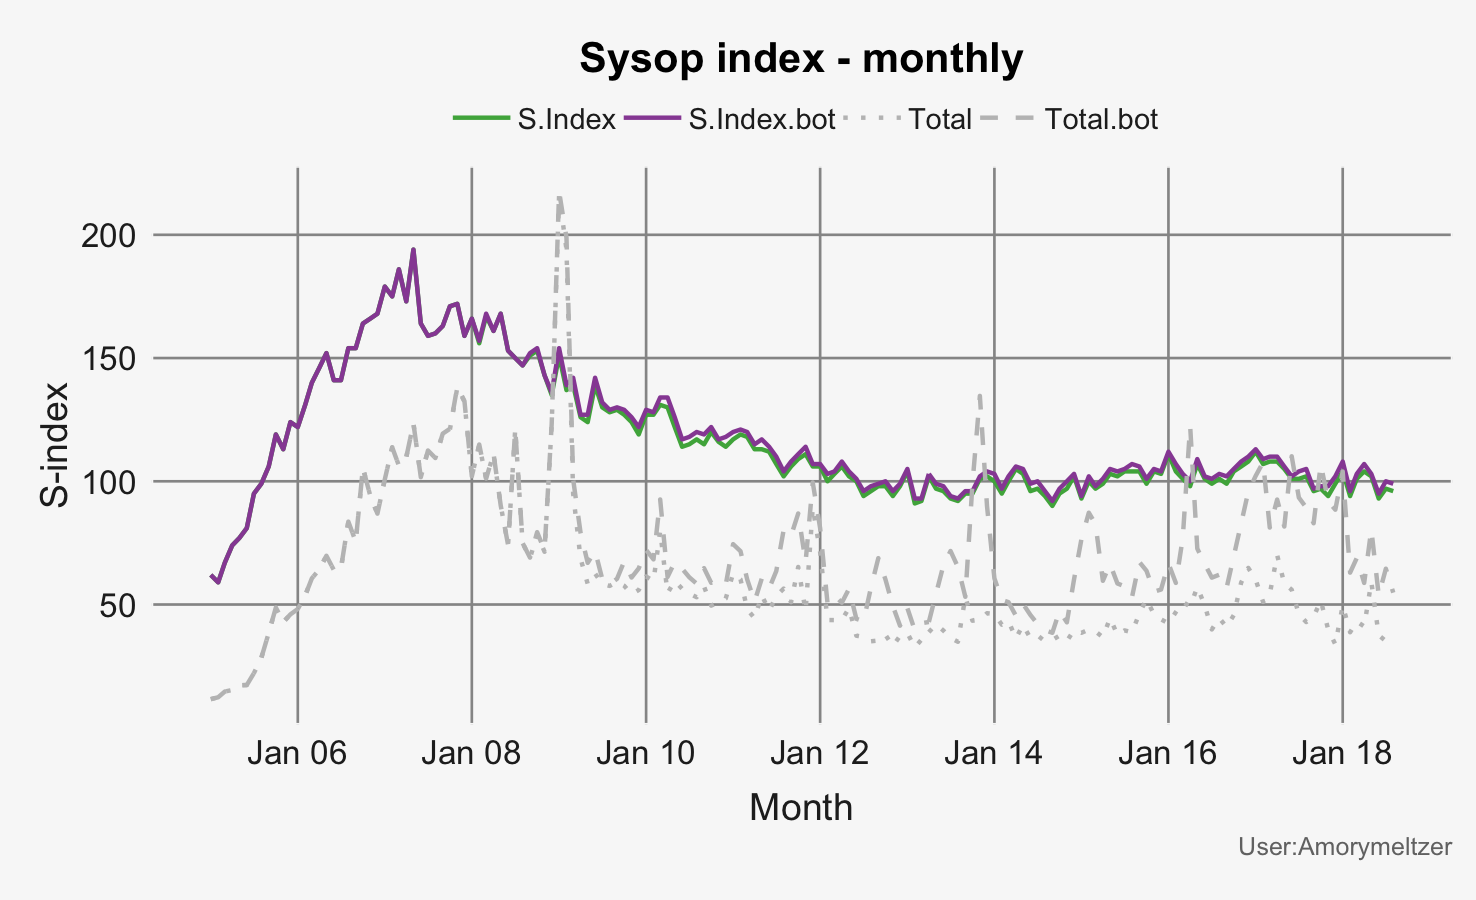 Sysop index - monthly
S.Index S.Index.bot Total Total.bot
200
150
100
50
S-index
Jan 06 Jan 08 Jan 10 Jan 12 Jan 14 Jan 16 Jan 18
Month
User:Amorymeltzer